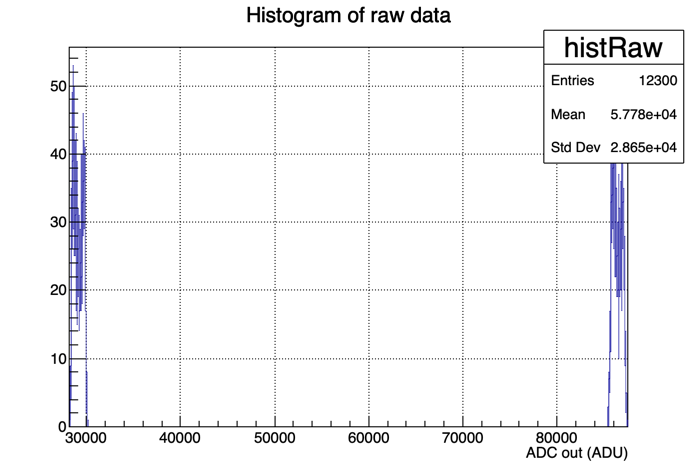 Histogram of raw data
histRaw
Entries 12300
Mean 5.778e+04
Std Dev 2.865e+04
50
40
30
20
10
0
30000 40000 50000 60000 70000 80000
ADC out (ADU)